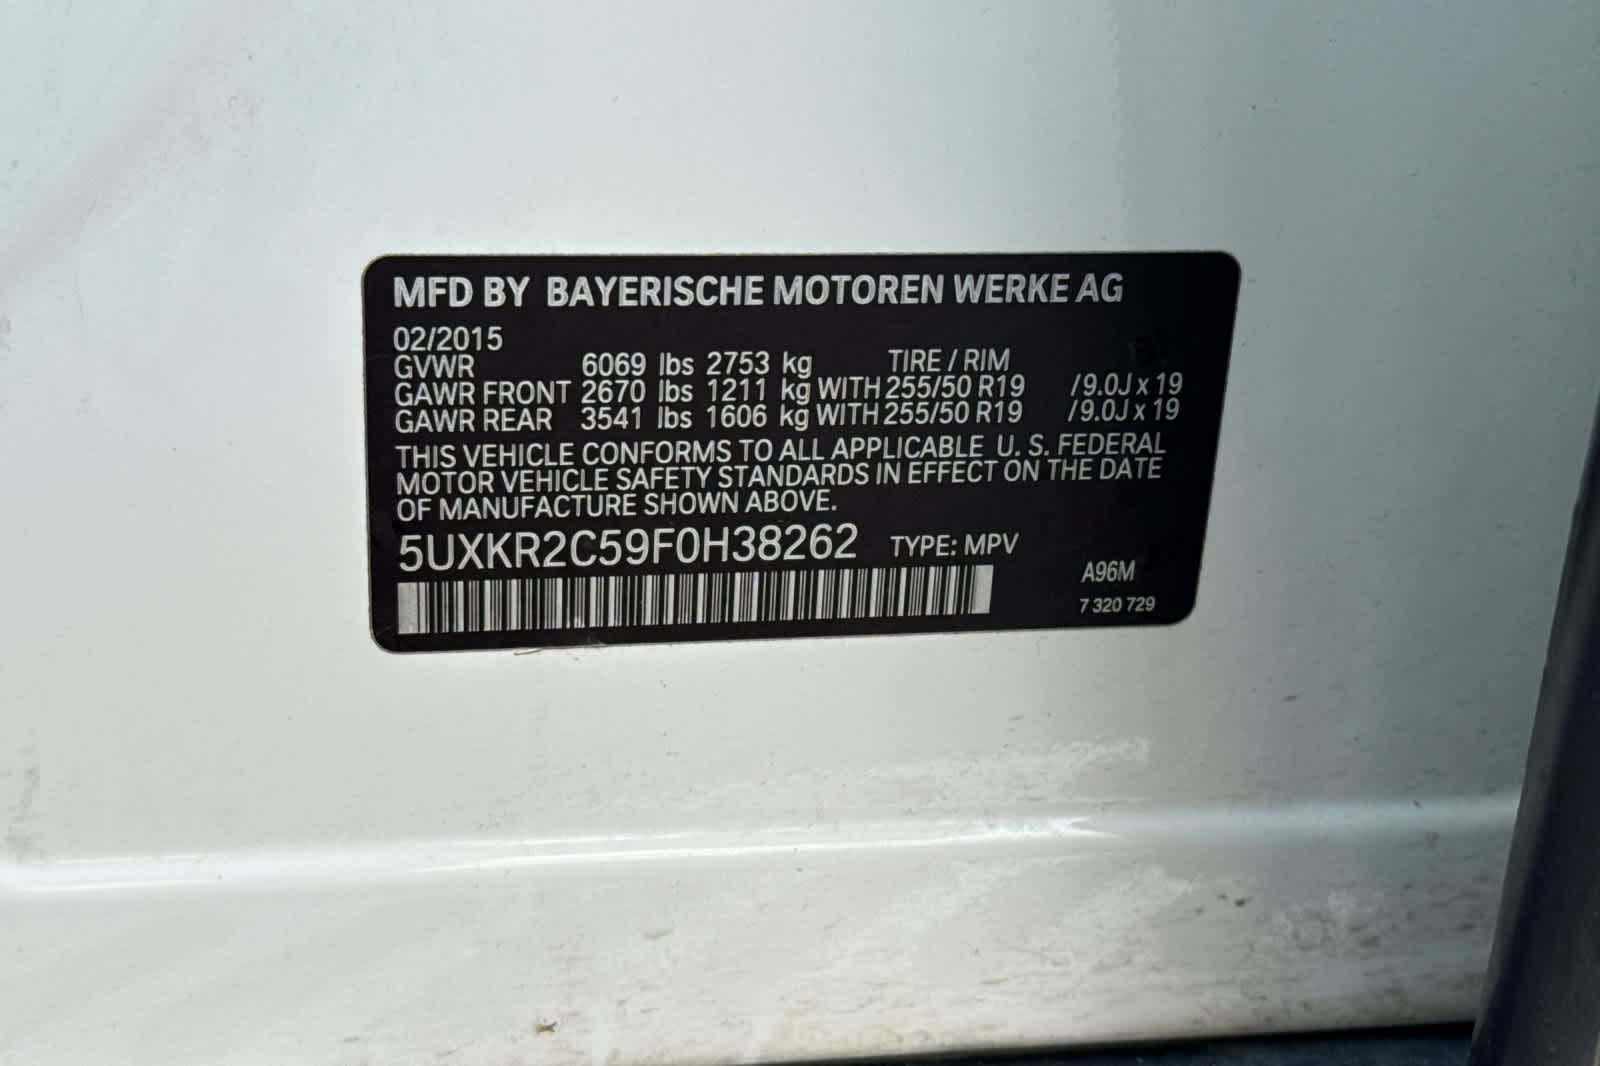 MFD BY BAYERISCHE MOTOREN WERKE AG
02/2015
GVWR 6069 lbs 2753 kg TIRE / RIM
GAWR FRONT 2670 lbs 1211 kg WITH 255/50 R19 /9.0J x 19
GAWR REAR 3541 lbs 1606 kg WITH 255/50 R19 /9.0J x 19
THIS VEHICLE CONFORMS TO ALL APPLICABLE U. S. FEDERAL
MOTOR VEHICLE SAFETY STANDARDS IN EFFECT ON THE DATE
OF MANUFACTURE SHOWN ABOVE.
5UXKR2C59F0H38262 TYPE: MPV
A96M
7 320 729